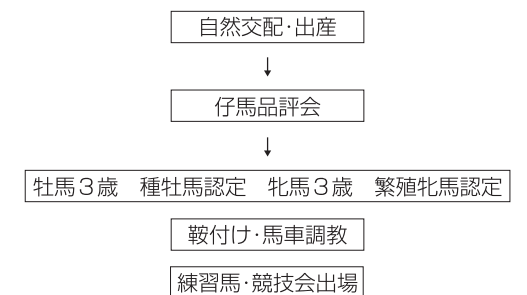 自然交配・出産
↓
仔馬品評会
↓
牡馬３歳　種牡馬認定　牝馬３歳　繁殖牝馬認定
鞍付け・馬車調教
練習馬・競技会出場